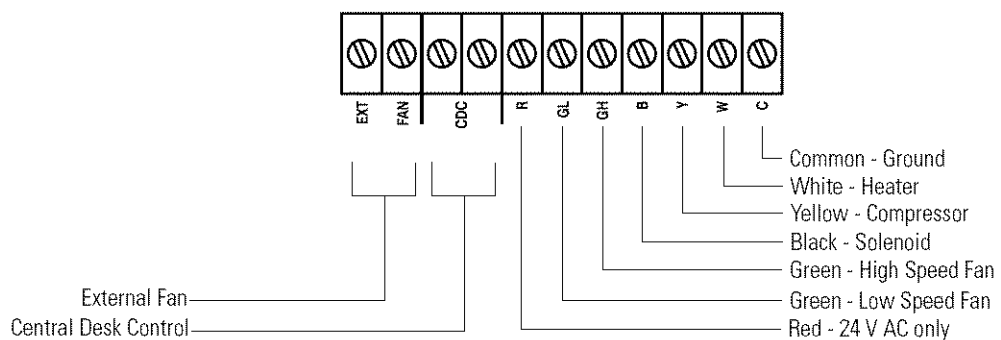 EXT
FAN
CDC
R
GL
GH
B
Y
W
C
Common - Ground
White - Heater
Yellow - Compressor
Black - Solenoid
Green - High Speed Fan
External Fan
Green - Low Speed Fan
Central Desk Control
Red - 24 V AC only